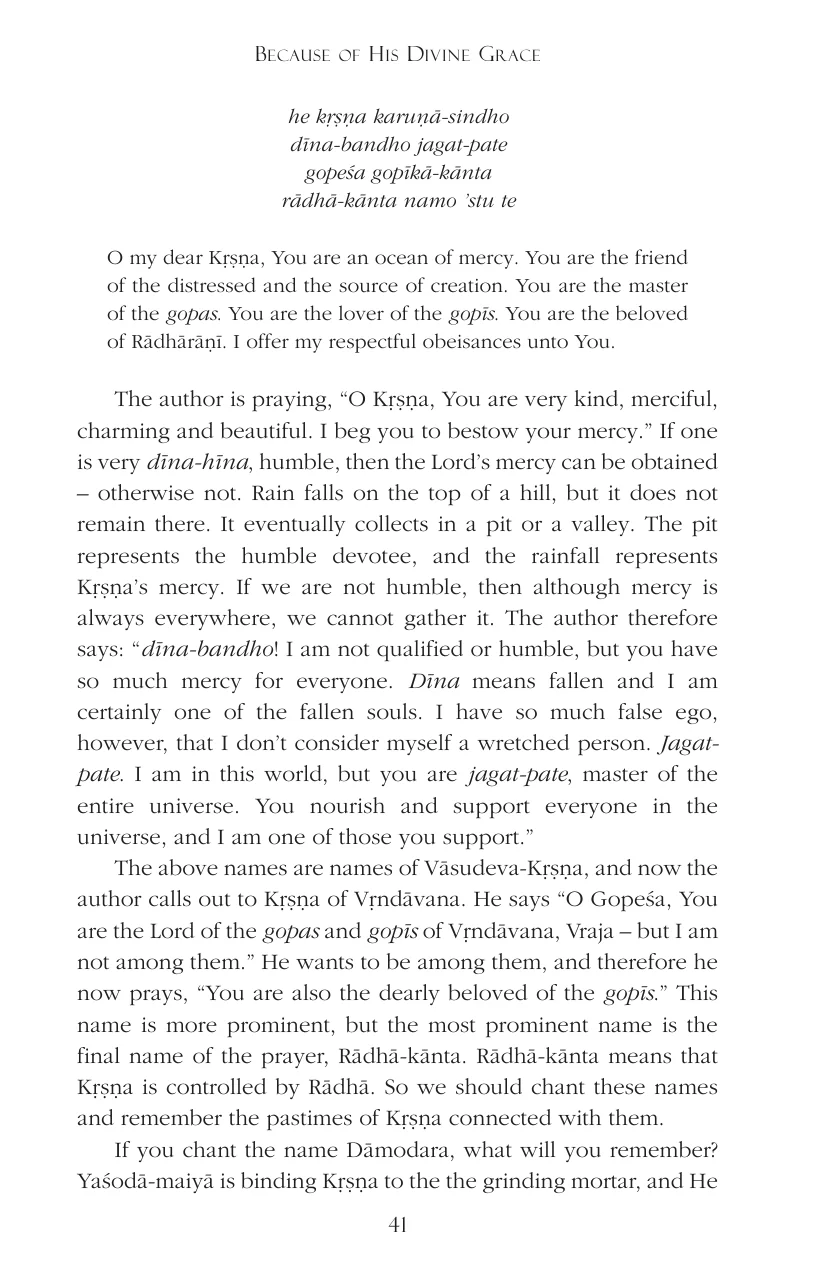 Because of His Divine Grace
he kṛṣṇa karuṇā-sindho
dīna-bandho jagat-pate
gopeśa gopīkā-kānta
rādhā-kānta namo ’stu te
O my dear Kṛṣṇa, You are an ocean of mercy. You are the friend
of the distressed and the source of creation. You are the master
of the gopas. You are the lover of the gopīs. You are the beloved
of Rādhārāṇī. I offer my respectful obeisances unto You.
The author is praying, “O Kṛṣṇa, You are very kind, merciful,
charming and beautiful. I beg you to bestow your mercy.” If one
is very dīna-hīna, humble, then the Lord’s mercy can be obtained
– otherwise not. Rain falls on the top of a hill, but it does not
remain there. It eventually collects in a pit or a valley. The pit
represents the humble devotee, and the rainfall represents
Kṛṣṇa’s mercy. If we are not humble, then although mercy is
always everywhere, we cannot gather it. The author therefore
says: “dīna-bandho! I am not qualified or humble, but you have
so much mercy for everyone. Dīna means fallen and I am
certainly one of the fallen souls. I have so much false ego,
however, that I don’t consider myself a wretched person. Jagat-
pate. I am in this world, but you are jagat-pate, master of the
entire universe. You nourish and support everyone in the
universe, and I am one of those you support.”
The above names are names of Vāsudeva-Kṛṣṇa, and now the
author calls out to Kṛṣṇa of Vṛndāvana. He says “O Gopeśa, You
are the Lord of the gopas and gopīs of Vṛndāvana, Vraja – but I am
not among them.” He wants to be among them, and therefore he
now prays, “You are also the dearly beloved of the gopīs.” This
name is more prominent, but the most prominent name is the
final name of the prayer, Rādhā-kānta. Rādhā-kānta means that
Kṛṣṇa is controlled by Rādhā. So we should chant these names
and remember the pastimes of Kṛṣṇa connected with them.
If you chant the name Dāmodara, what will you remember?
Yaśodā-maiyā is binding Kṛṣṇa to the the grinding mortar, and He
41